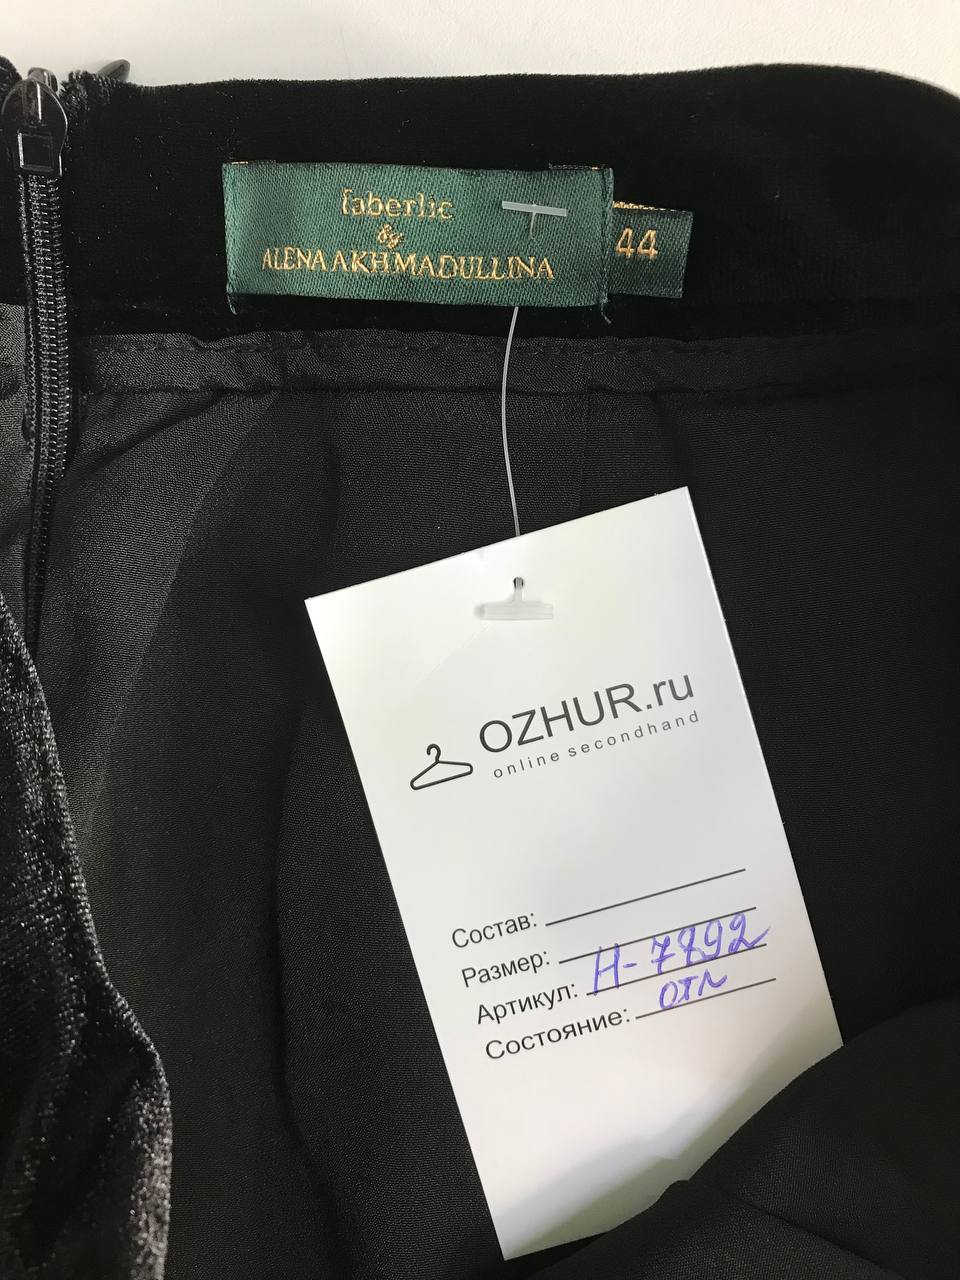 faberlic
by
ALENA AKHMADULLINA
44
OZHUR.ru
online secondhand
Состав:
Размер:
Артикул: Н-7892
Состояние: отл